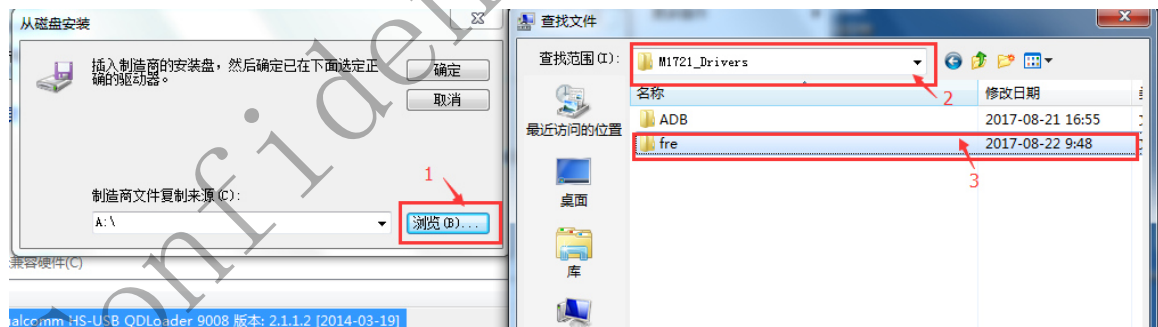 从磁盘安装
插入制造商的安装盘，然后确定已在下面选定正
确的驱动器。
确定
取消
制造商文件复制来源(C):
A:\
浏览(B)...
1
兼容硬件(C)
alcomm HS-USB QDLoader 9008 版本: 2.1.1.2 [2014-03-19]
查找文件
查找范围(I):
M1721_Drivers
2
名称
修改日期
ADB
2017-08-21 16:55
fre
2017-08-22 9:48
3
最近访问的位置
桌面
库
Confiden